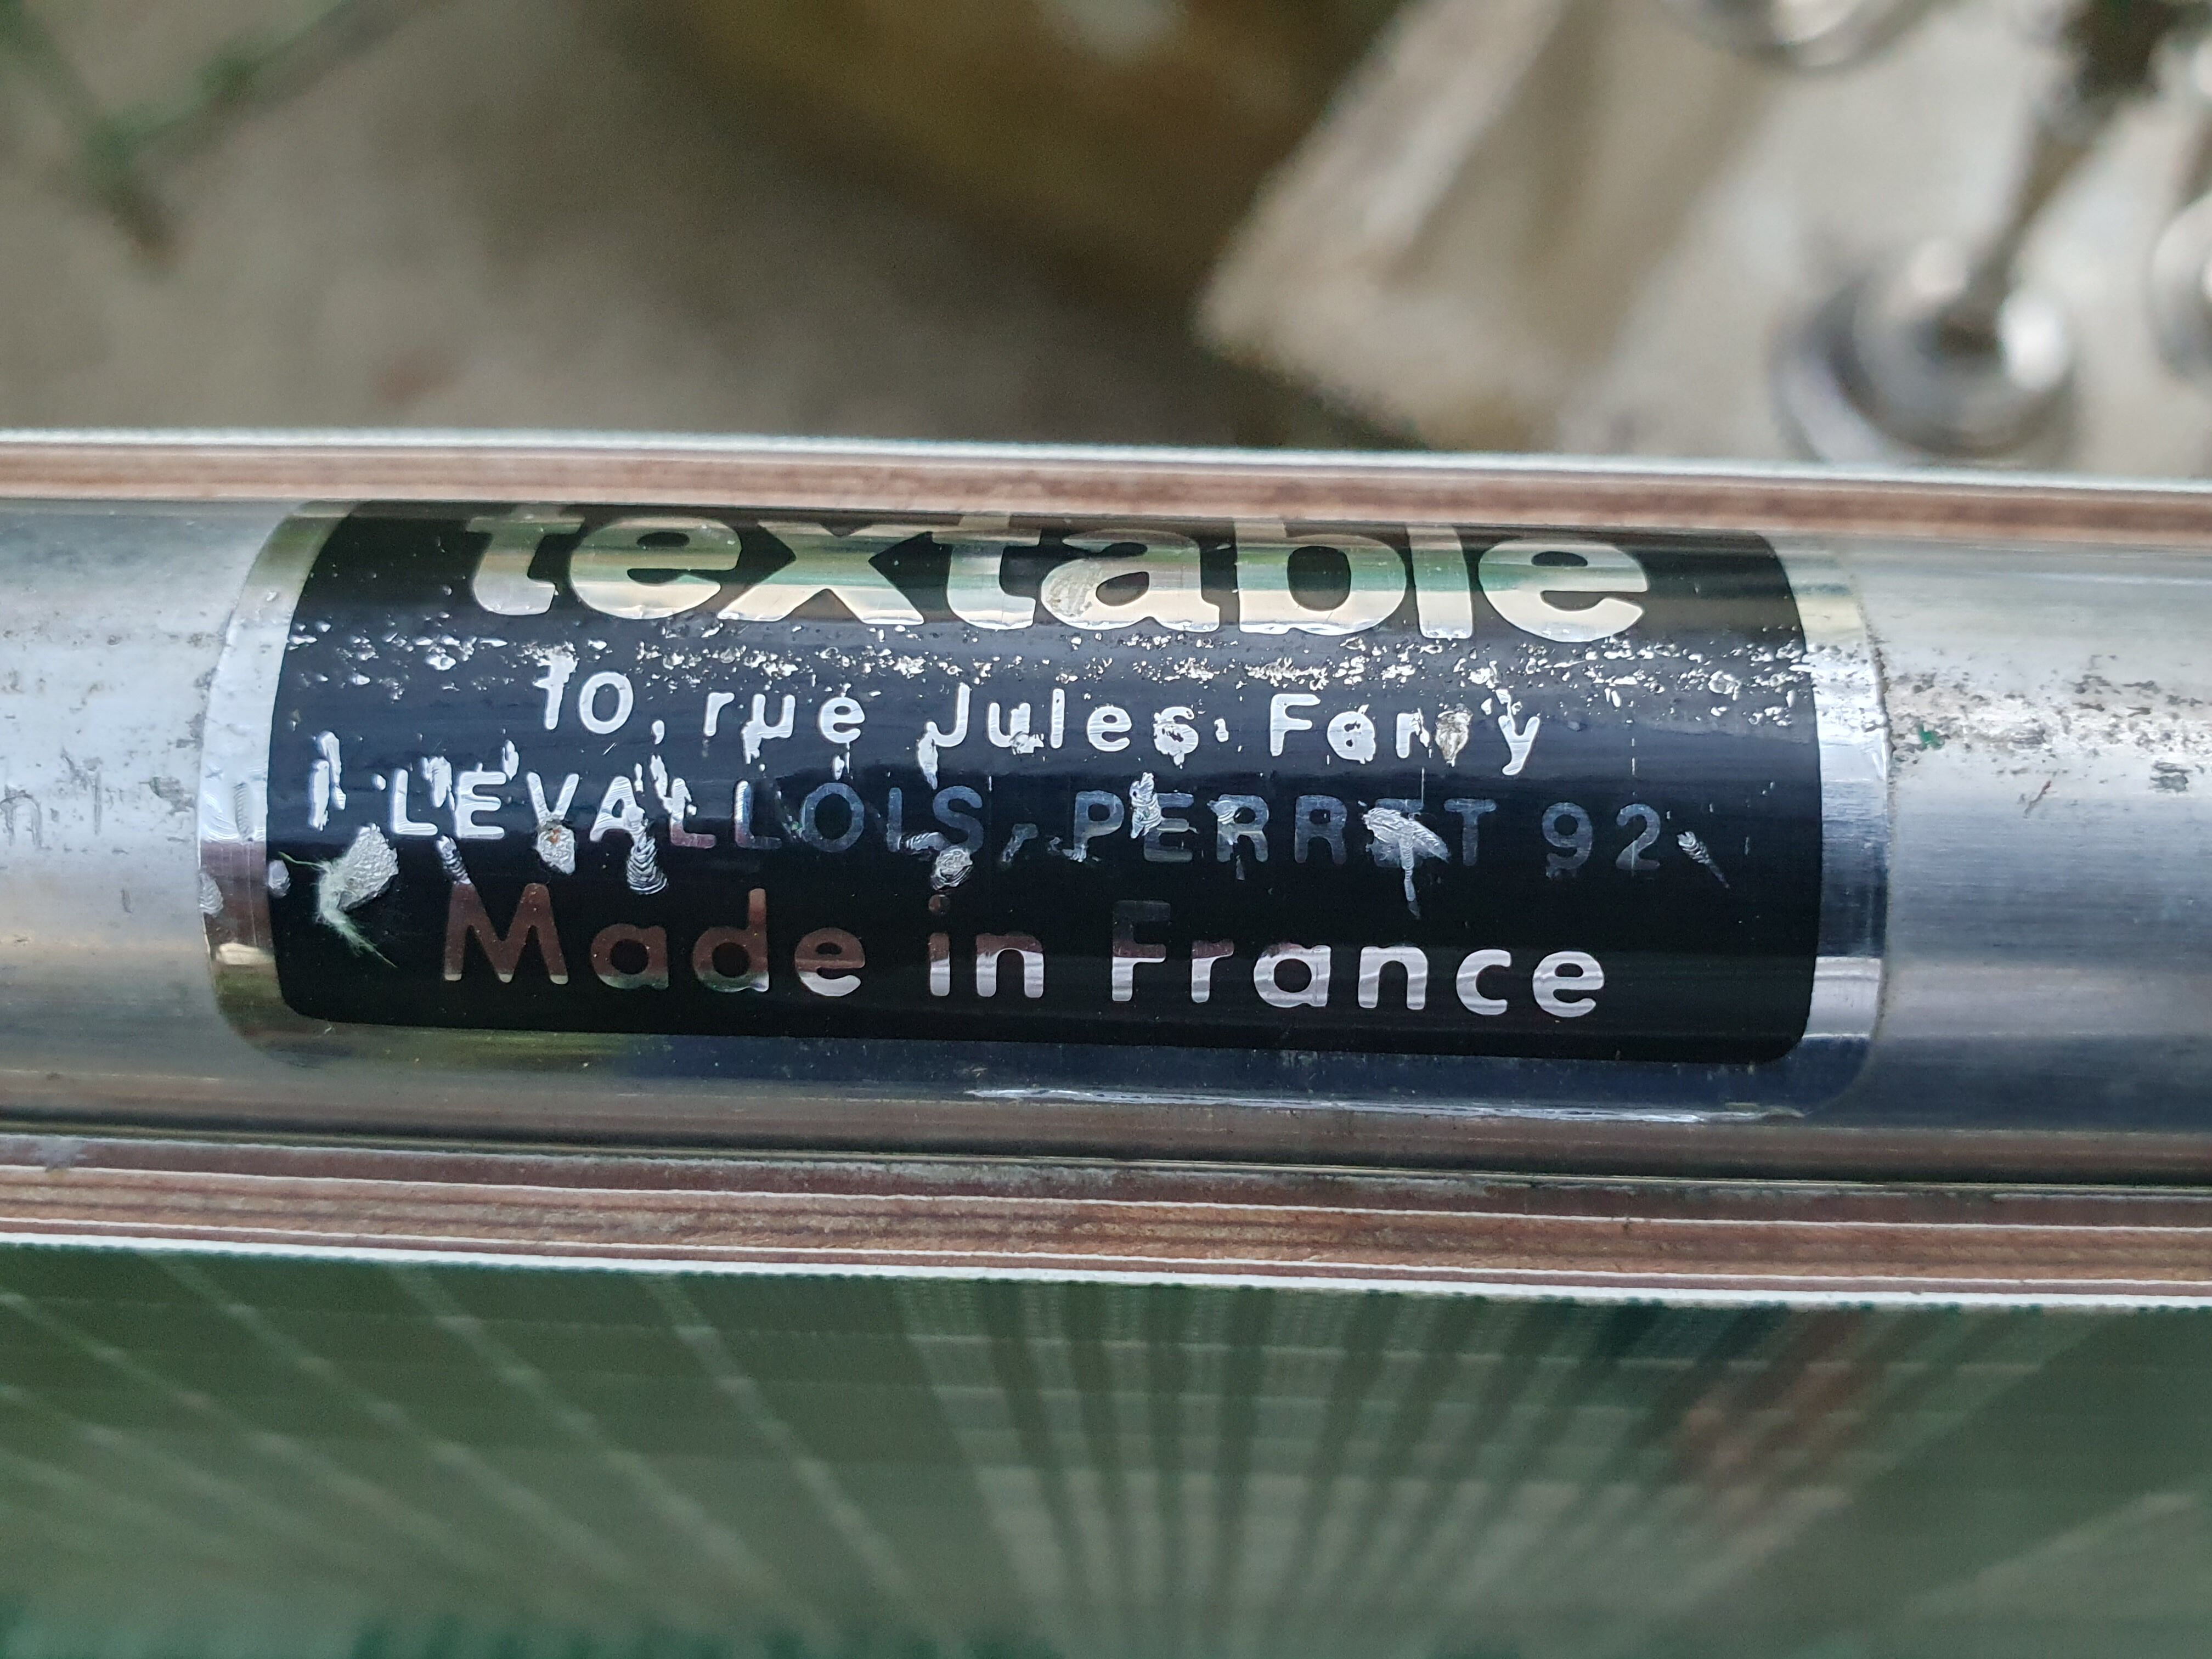 textable
10, rue Jules Ferry
LEVALLOIS, PERRET 92
Made in France